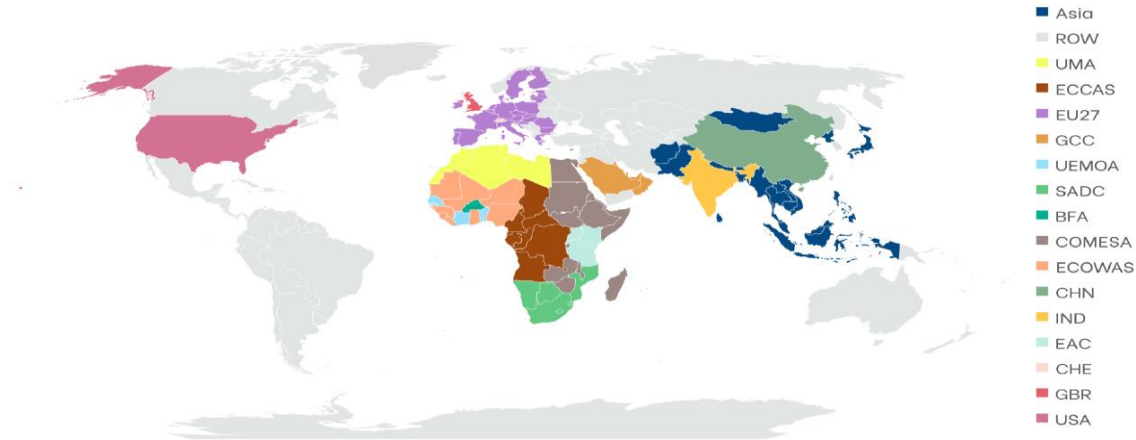 Asia
ROW
UMA
ECCAS
EU27
GCC
UEMOA
SADC
BFA
COMESA
ECOWAS
CHN
IND
EAC
CHE
GBR
USA